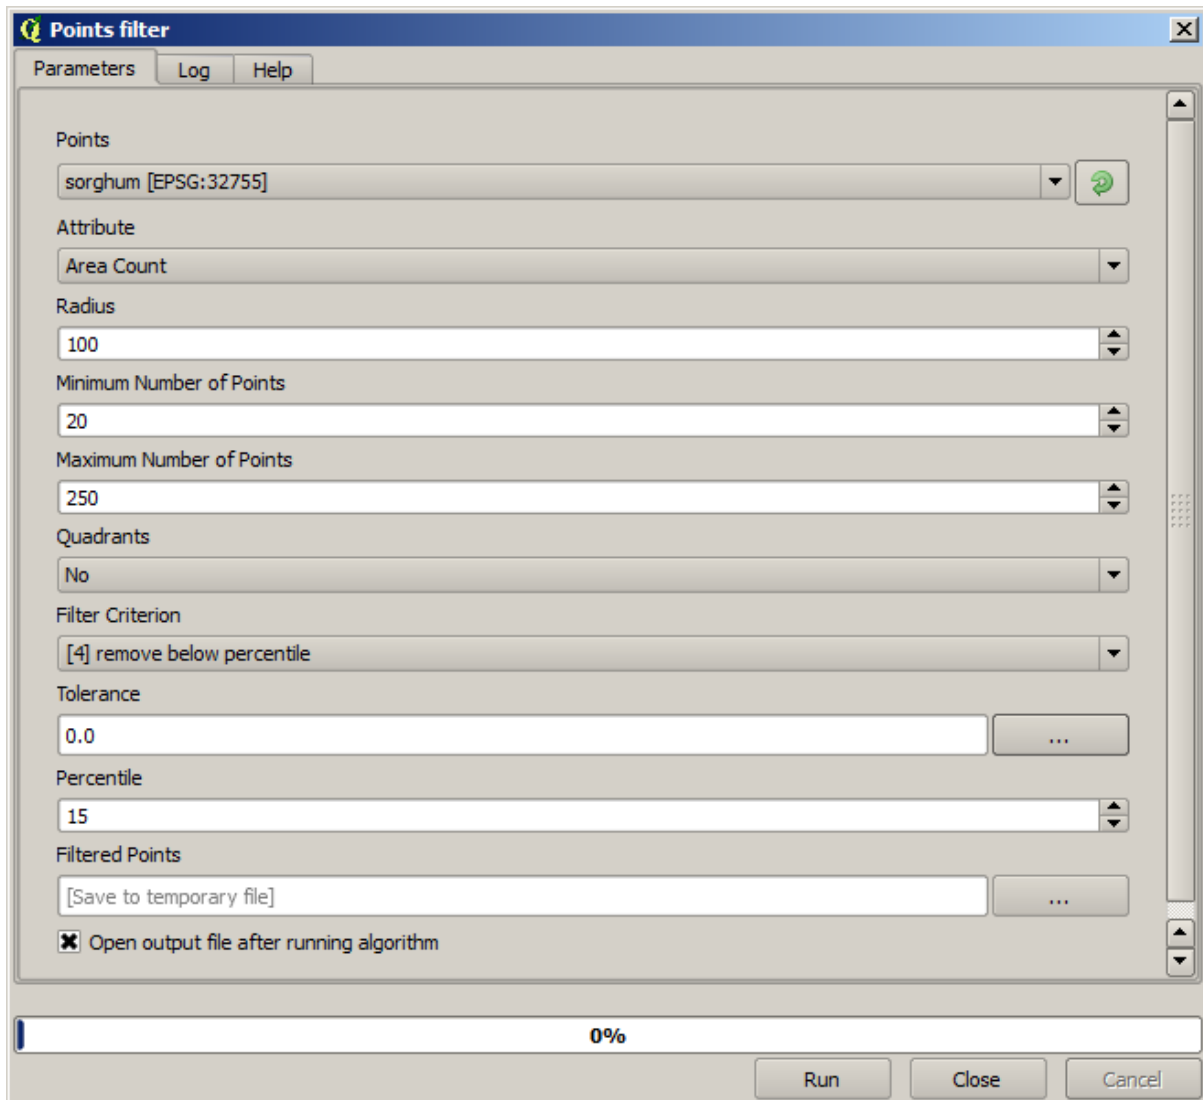 Points filter
Parameters Log Help
Points
sorghum [EPSG:32755]
Attribute
Area Count
Radius
100
Minimum Number of Points
20
Maximum Number of Points
250
Quadrants
No
Filter Criterion
[4] remove below percentile
Tolerance
0.0
...
Percentile
15
Filtered Points
[Save to temporary file]
...
Open output file after running algorithm
0%
Run Close Cancel